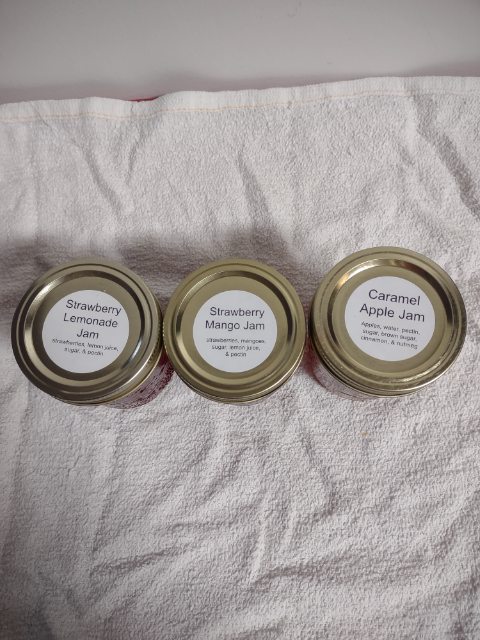 Strawberry
Lemonade
Jam
strawberries, lemon juice,
sugar, & pectin
Strawberry
Mango Jam
strawberries, mangoes,
sugar, lemon juice,
& pectin
Caramel
Apple Jam
Apples, water, pectin,
sugar, brown sugar,
cinnamon, & nutmeg